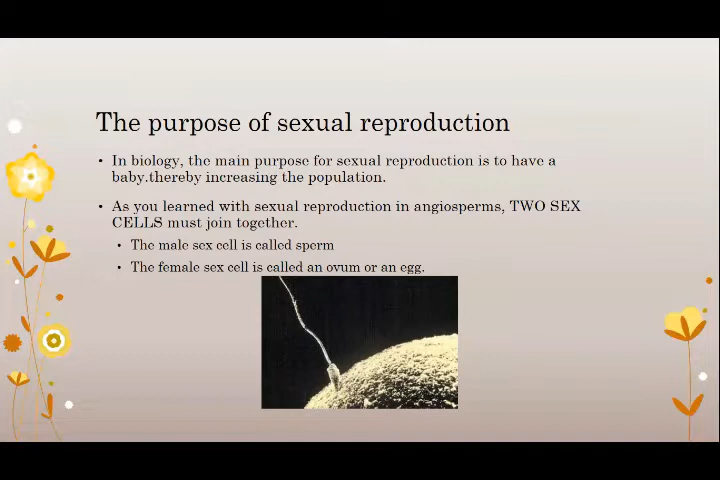 The purpose of sexual reproduction
• In biology, the main purpose for sexual reproduction is to have a
baby.thereby increasing the population.
• As you learned with sexual reproduction in angiosperms, TWO SEX
CELLS must join together.
• The male sex cell is called sperm
• The female sex cell is called an ovum or an egg.